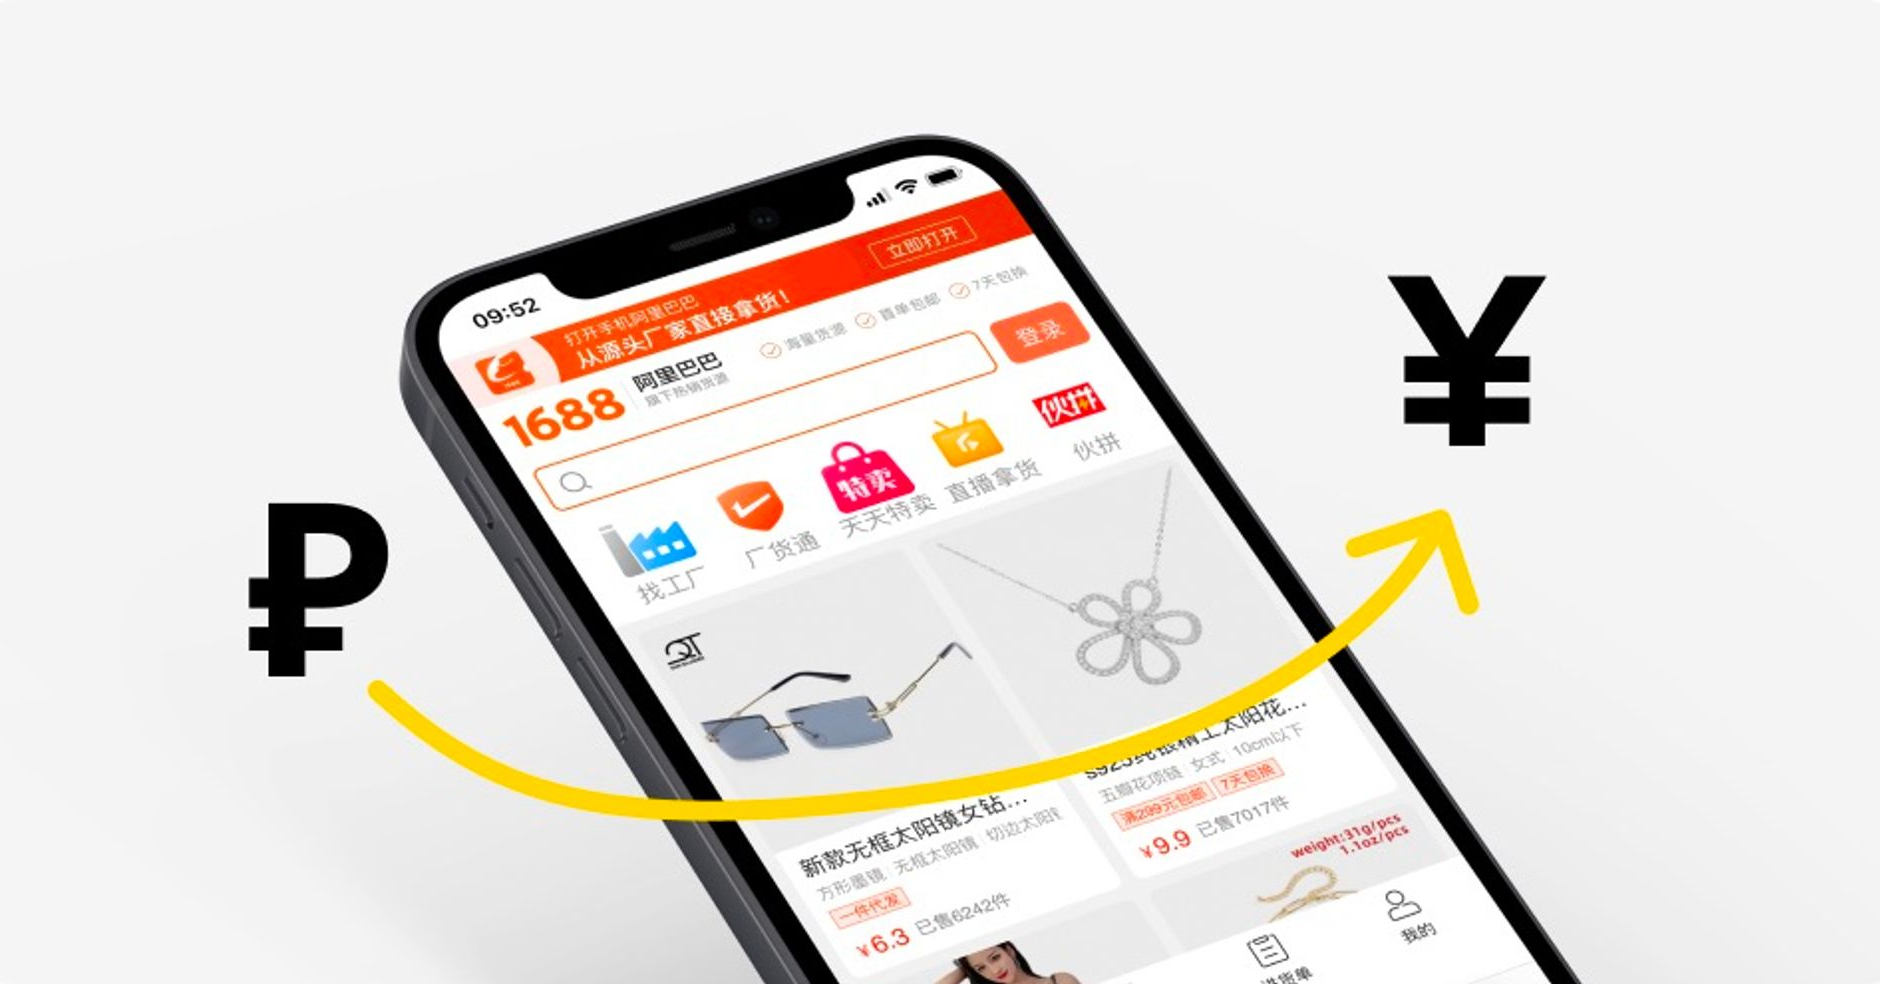 09:52
打开手机阿里巴巴
从源头厂家直接拿货！
立即打开
1688
阿里巴巴
旗下热销货源
海量货源
首单包邮
7天包换
登录
特卖
伙拼
找工厂
厂货通
天天特卖
直播拿货
伙拼
₽
¥
QT
新款无框太阳镜女钻...
方形墨镜 无框太阳镜 切边太阳镜
一件代发
¥6.3 已售6242件
S925纯银精工太阳花...
五瓣花项链 女式 10cm以下
满299元包邮 7天包换
¥9.9 已售7017件
weight:31g/pcs
1.1oz/pcs
进货单
我的